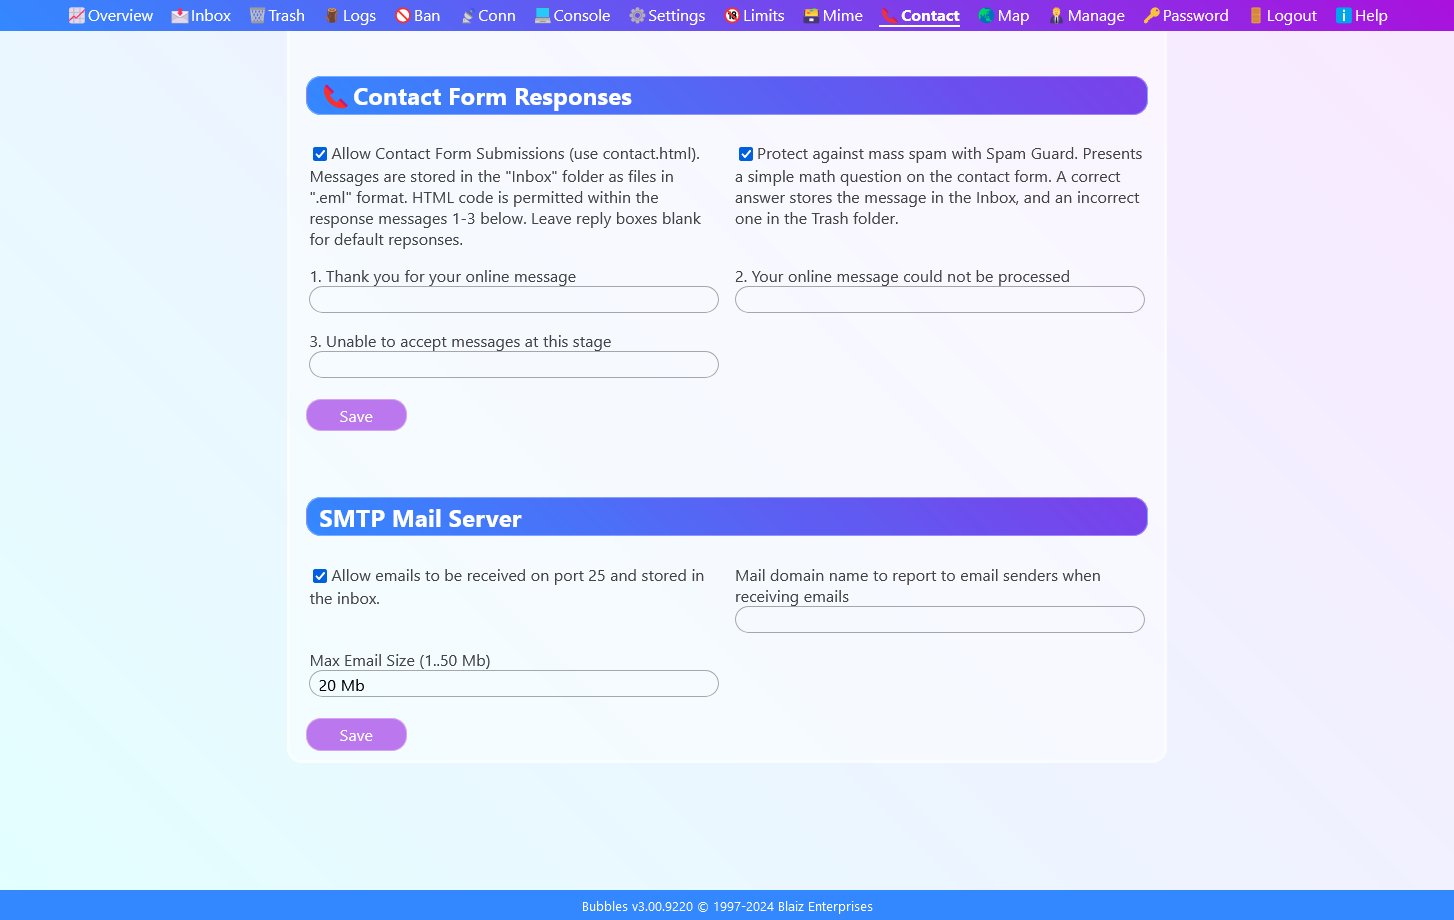 Overview Inbox Trash Logs Ban Conn Console Settings Limits Mime Contact Map Manage Password Logout Help
Contact Form Responses
Allow Contact Form Submissions (use contact.html).
Messages are stored in the "Inbox" folder as files in
".eml" format. HTML code is permitted within the
response messages 1-3 below. Leave reply boxes blank
for default repsonses.
Protect against mass spam with Spam Guard. Presents
a simple math question on the contact form. A correct
answer stores the message in the Inbox, and an incorrect
one in the Trash folder.
1. Thank you for your online message
2. Your online message could not be processed
3. Unable to accept messages at this stage
Save
SMTP Mail Server
Allow emails to be received on port 25 and stored in
the inbox.
Mail domain name to report to email senders when
receiving emails
Max Email Size (1..50 Mb)
20 Mb
Save
Bubbles v3.00.9220 © 1997-2024 Blaiz Enterprises